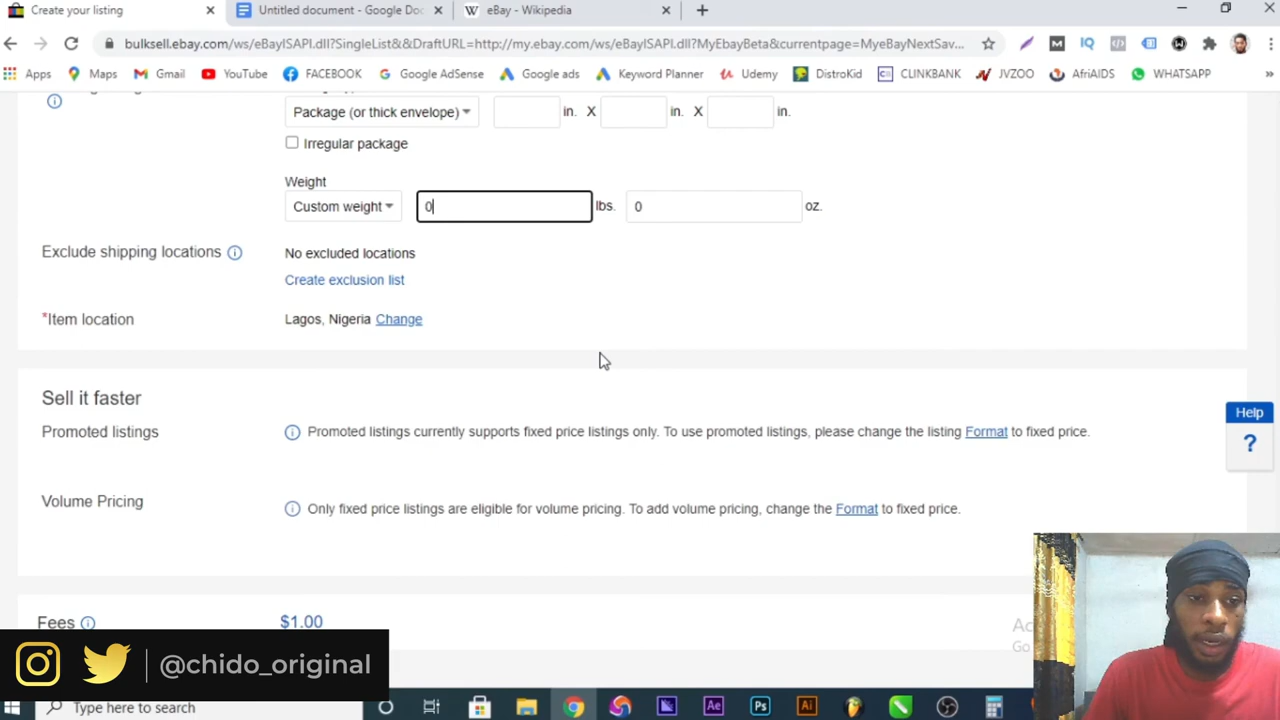 Create your listing
Untitled document - Google Doc
W eBay - Wikipedia
bulksell.ebay.com/ws/eBayISAPI.dll?SingleList&&DraftURL=http://my.ebay.com/ws/eBayISAPI.dll?MyEbayBeta&currentpage=MyeBayNextSav...
Apps Maps Gmail YouTube FACEBOOK Google AdSense Google ads Keyword Planner Udemy DistroKid CLINKBANK JVZOO AfriAIDS WHATSAPP »
Package (or thick envelope) in. X in. X in.
Irregular package
Weight
Custom weight 0 lbs. 0 oz.
Exclude shipping locations No excluded locations
Create exclusion list
*Item location Lagos, Nigeria Change
Sell it faster
Promoted listings Promoted listings currently supports fixed price listings only. To use promoted listings, please change the listing Format to fixed price.
Help
?
Volume Pricing Only fixed price listings are eligible for volume pricing. To add volume pricing, change the Format to fixed price.
Fees $1.00
Go
@chido_original
Type here to search